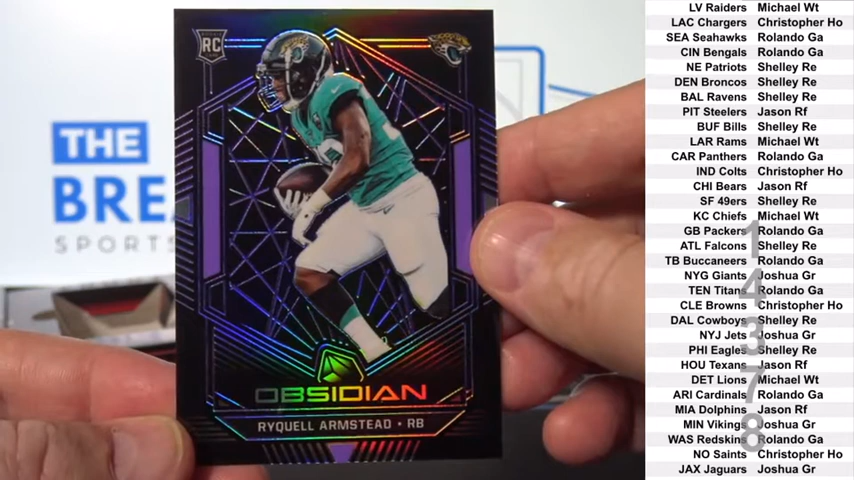 RC
THE
BRE
SPORTS
OBSIDIAN
RYQUELL ARMSTEAD • RB
LV Raiders Michael Wt
LAC Chargers Christopher Ho
SEA Seahawks Rolando Ga
CIN Bengals Rolando Ga
NE Patriots Shelley Re
DEN Broncos Shelley Re
BAL Ravens Shelley Re
PIT Steelers Jason Rf
BUF Bills Shelley Re
LAR Rams Michael Wt
CAR Panthers Rolando Ga
IND Colts Christopher Ho
CHI Bears Jason Rf
SF 49ers Shelley Re
KC Chiefs Michael Wt
GB Packers Rolando Ga
ATL Falcons Shelley Re
TB Buccaneers Rolando Ga
NYG Giants Joshua Gr
TEN Titans Rolando Ga
CLE Browns Christopher Ho
DAL Cowboys Shelley Re
NYJ Jets Joshua Gr
PHI Eagles Shelley Re
HOU Texans Jason Rf
DET Lions Michael Wt
ARI Cardinals Rolando Ga
MIA Dolphins Jason Rf
MIN Vikings Joshua Gr
WAS Redskins Rolando Ga
NO Saints Christopher Ho
JAX Jaguars Joshua Gr
1
4
3
7
8